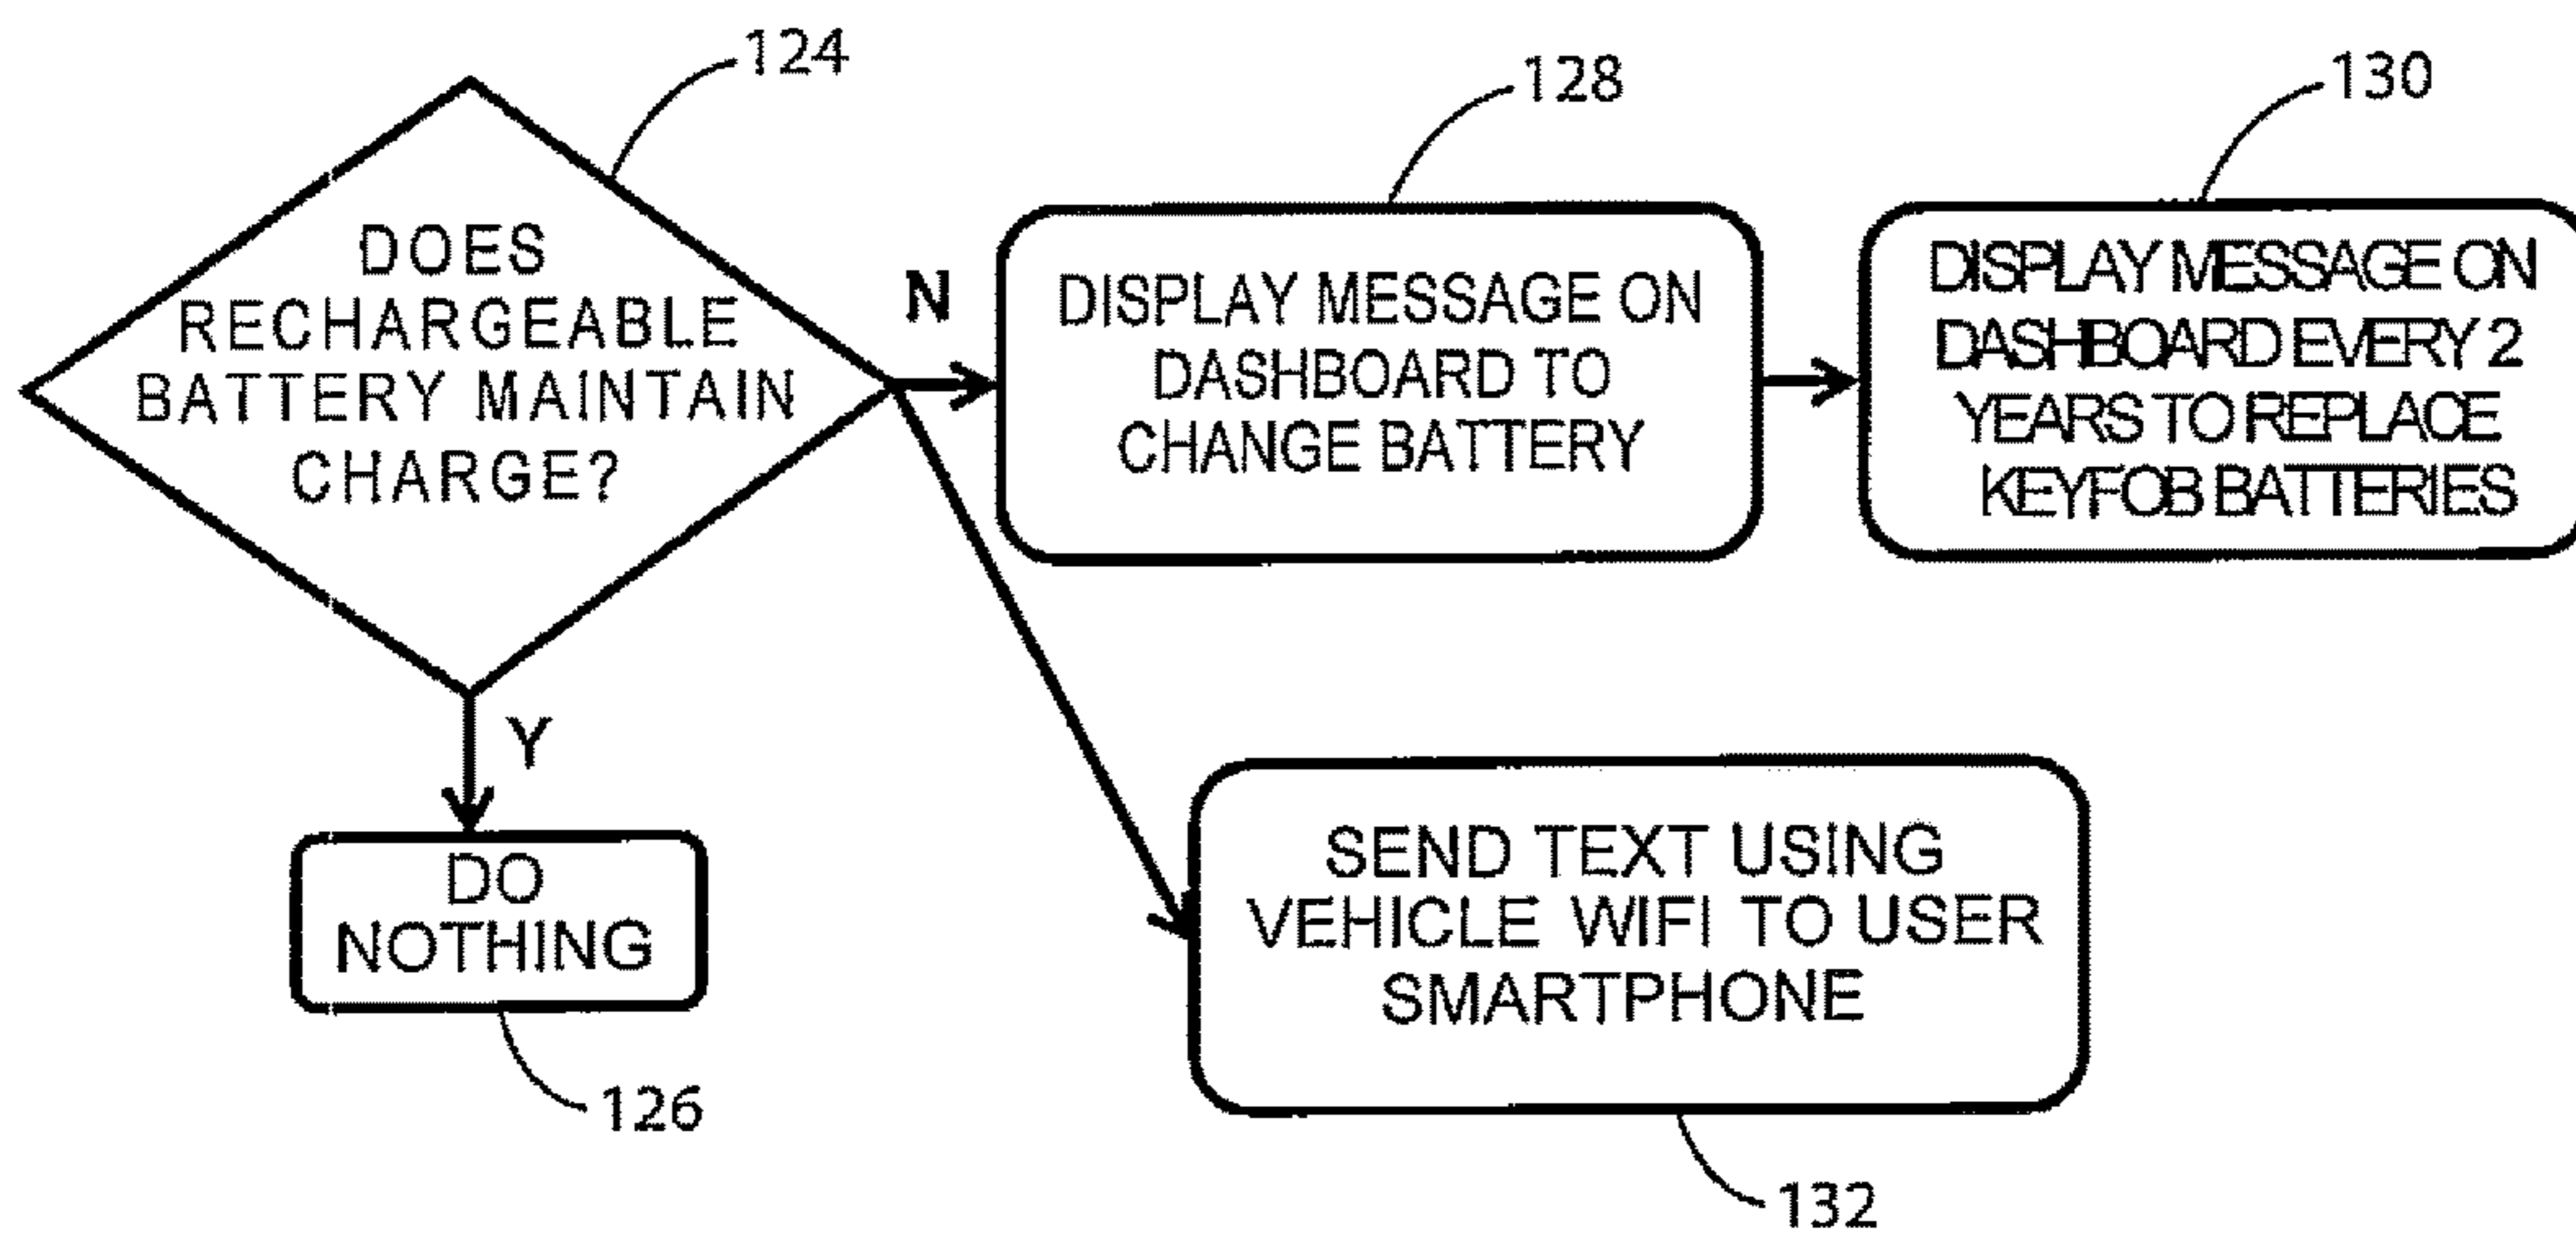 124
DOES
RECHARGEABLE
BATTERY MAINTAIN
CHARGE?
N
128
DISPLAY MESSAGE ON
DASHBOARD TO
CHANGE BATTERY
130
DISPLAY MESSAGE ON
DASHBOARD EVERY 2
YEARS TO REPLACE
KEYFOB BATTERIES
Y
DO
NOTHING
126
SEND TEXT USING
VEHICLE WIFI TO USER
SMARTPHONE
132